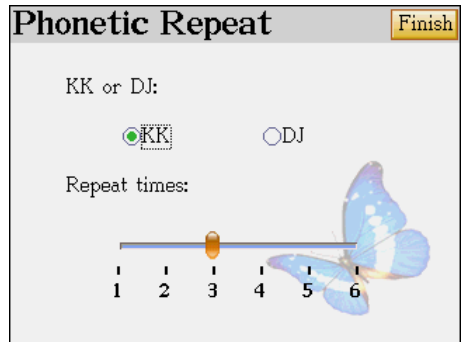 Phonetic Repeat Finish
KK or DJ:
KK DJ
Repeat times:
1 2 3 4 5 6